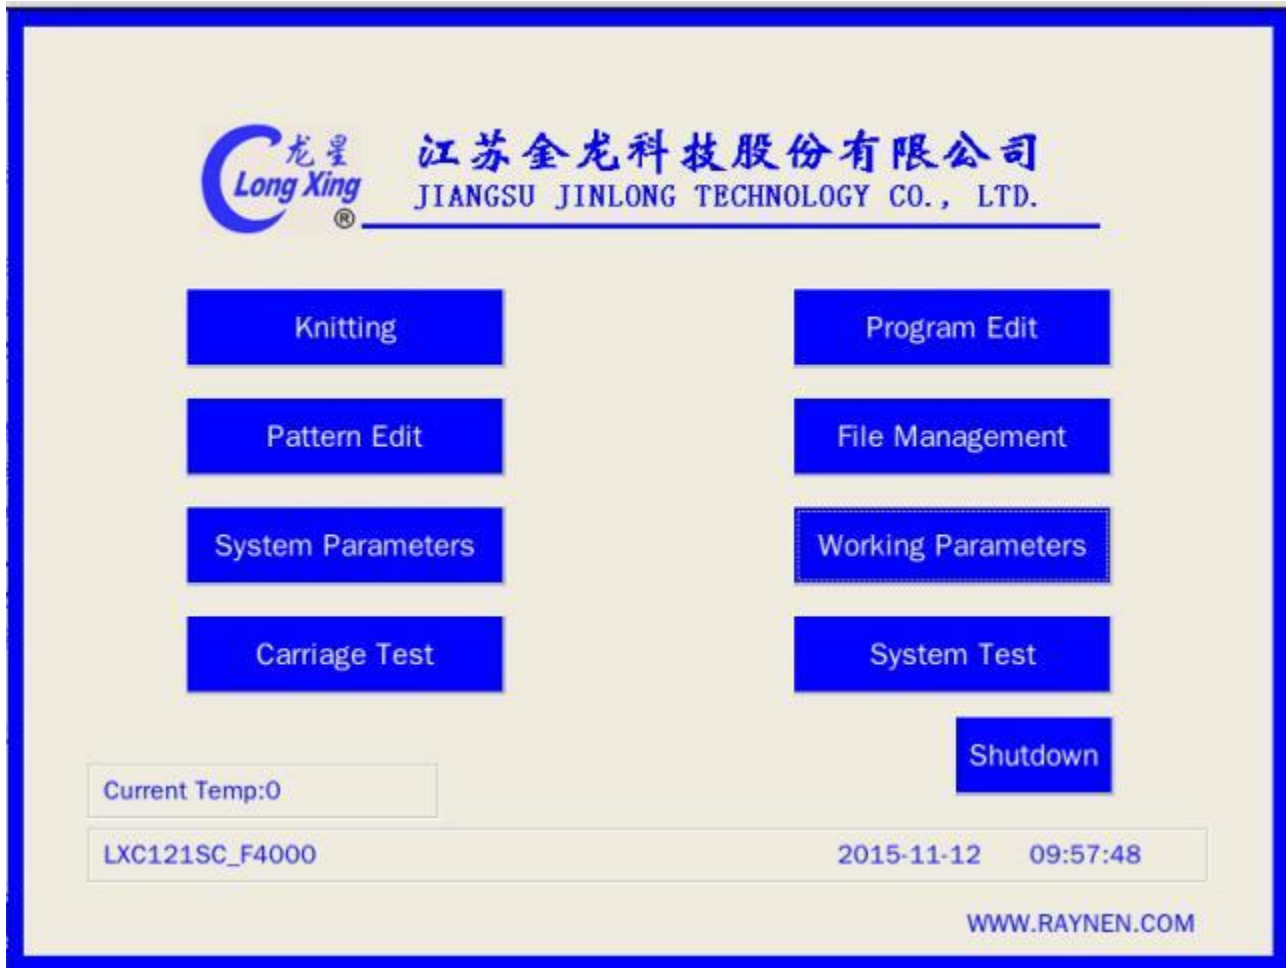 龙星
Long Xing
®
江苏金龙科技股份有限公司
JIANGSU JINLONG TECHNOLOGY CO., LTD.
Knitting
Program Edit
Pattern Edit
File Management
System Parameters
Working Parameters
Carriage Test
System Test
Shutdown
Current Temp:0
LXC121SC_F4000 2015-11-12 09:57:48
WWW.RAYNEN.COM